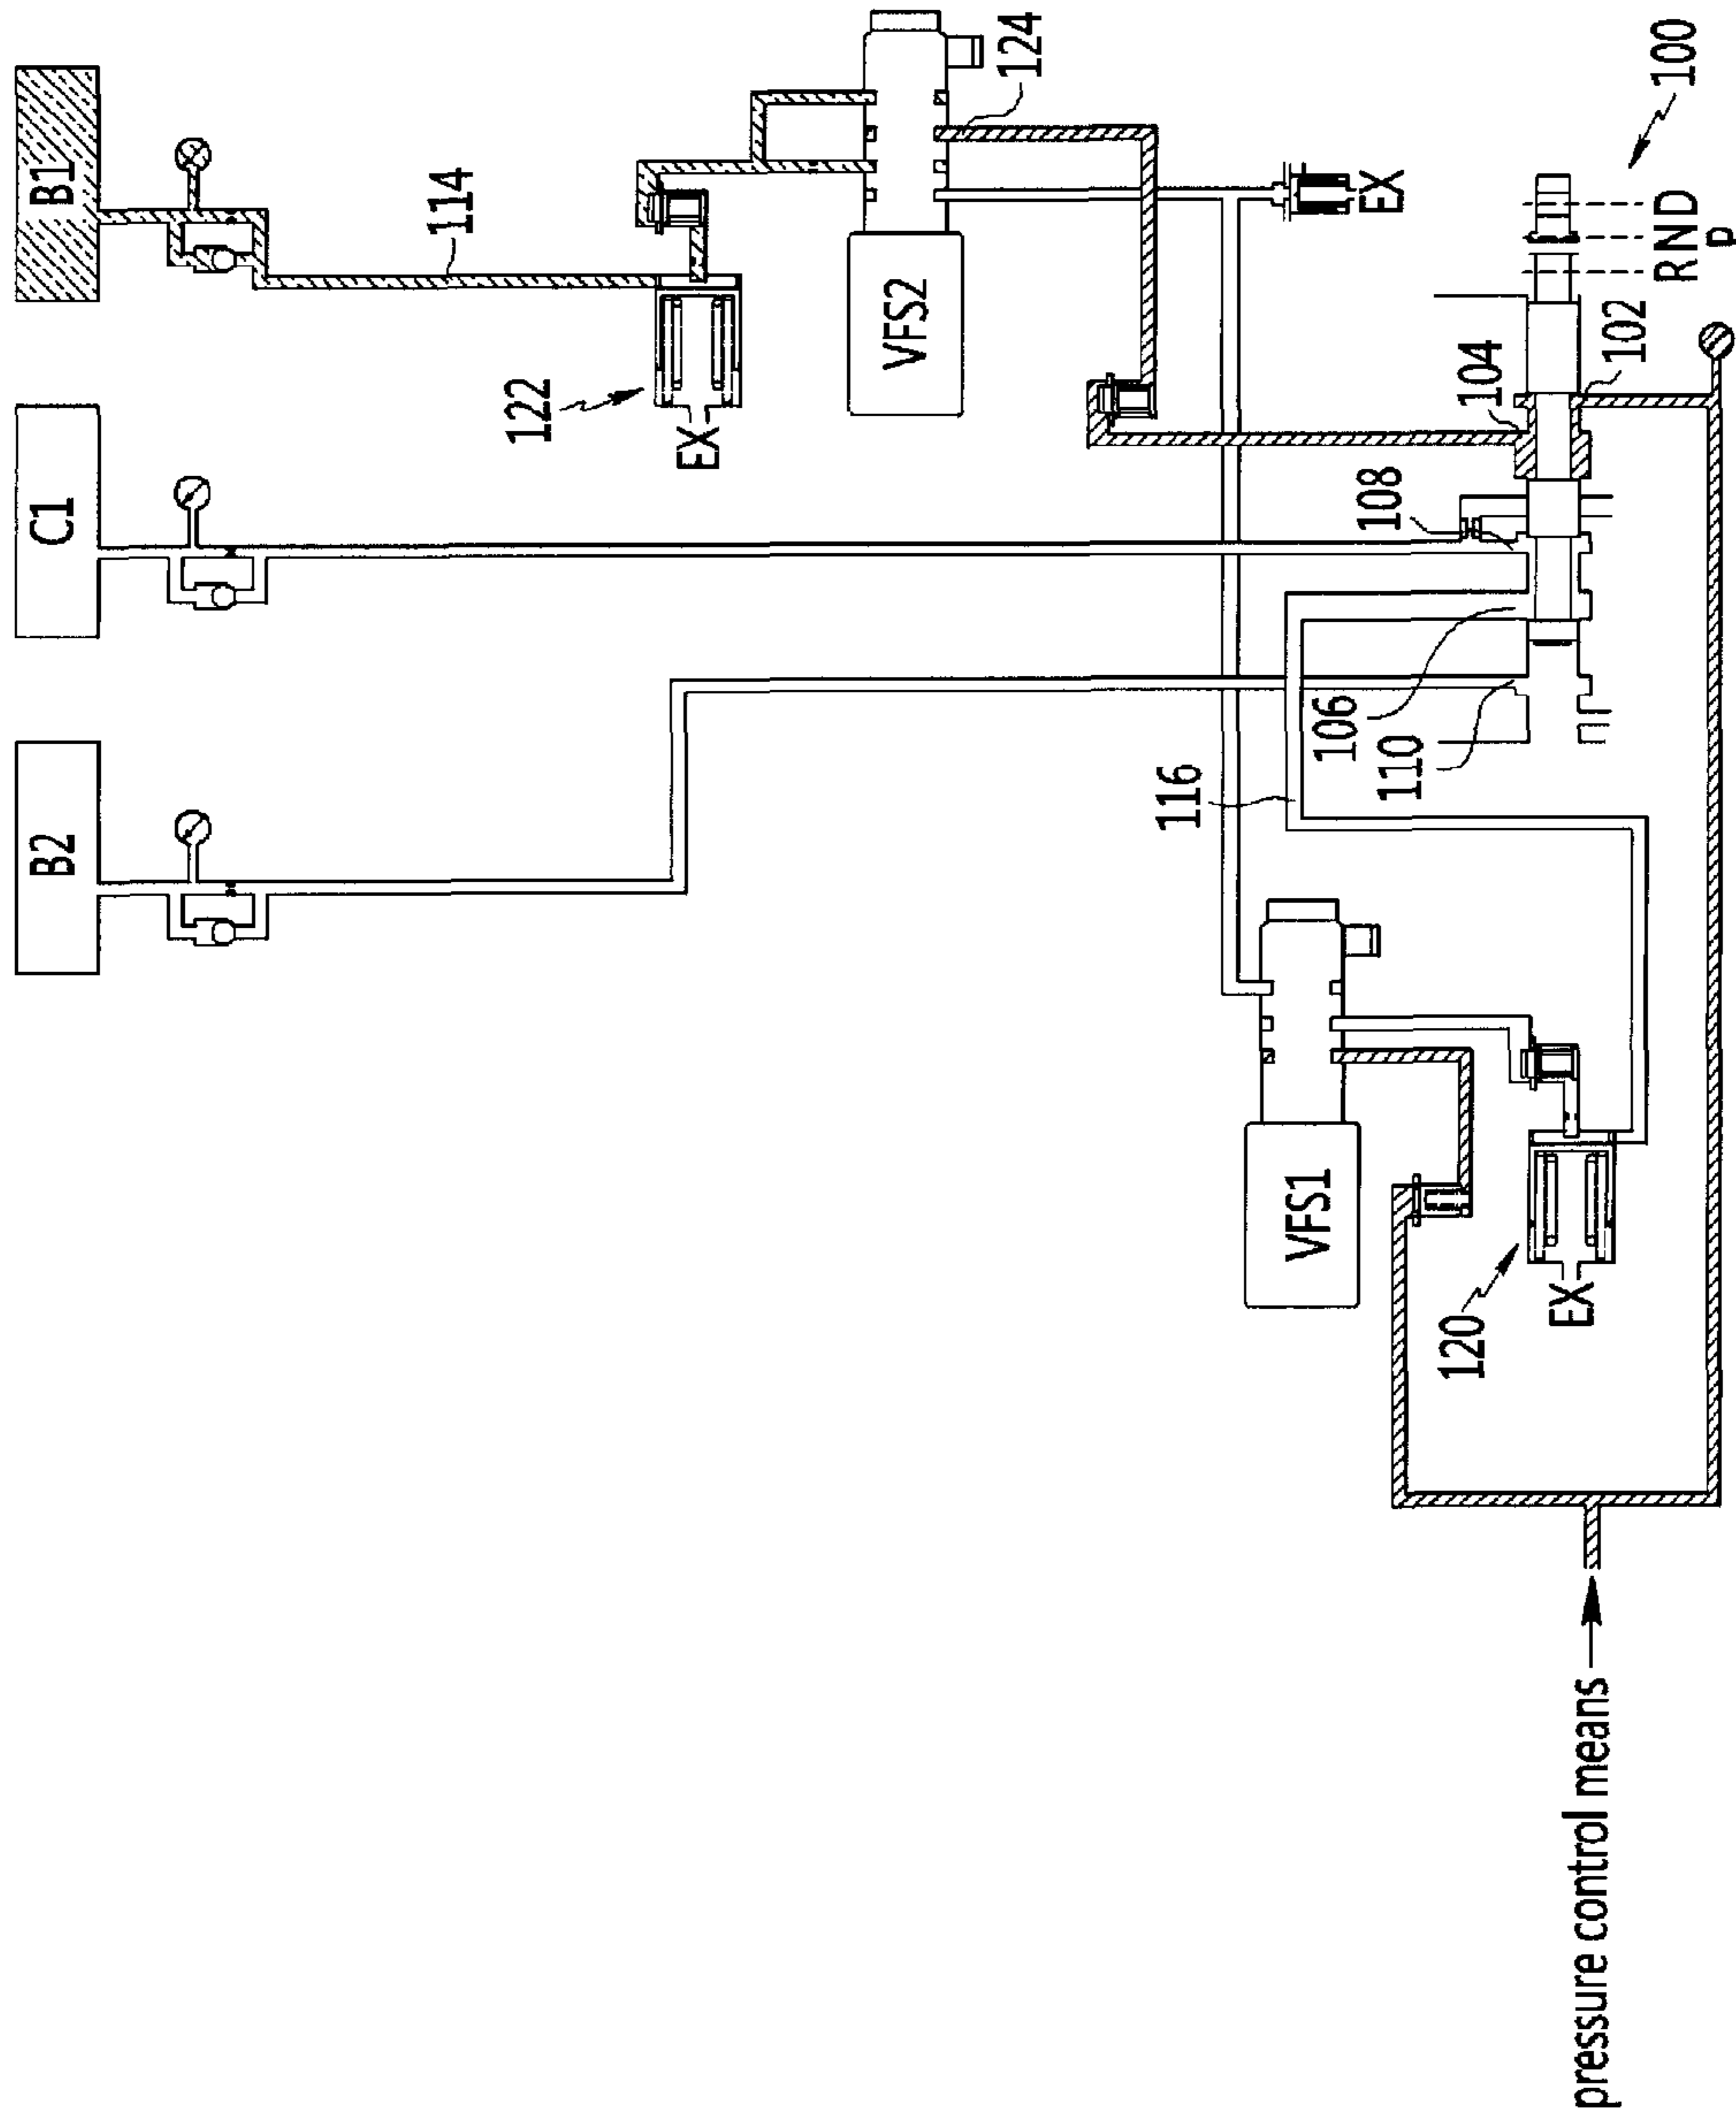 B2
C1
B1
114
122
EX
VFS2
124
EX
116
106
110
108
104
102
R N D
P
100
VFS1
120
EX
pressure control means